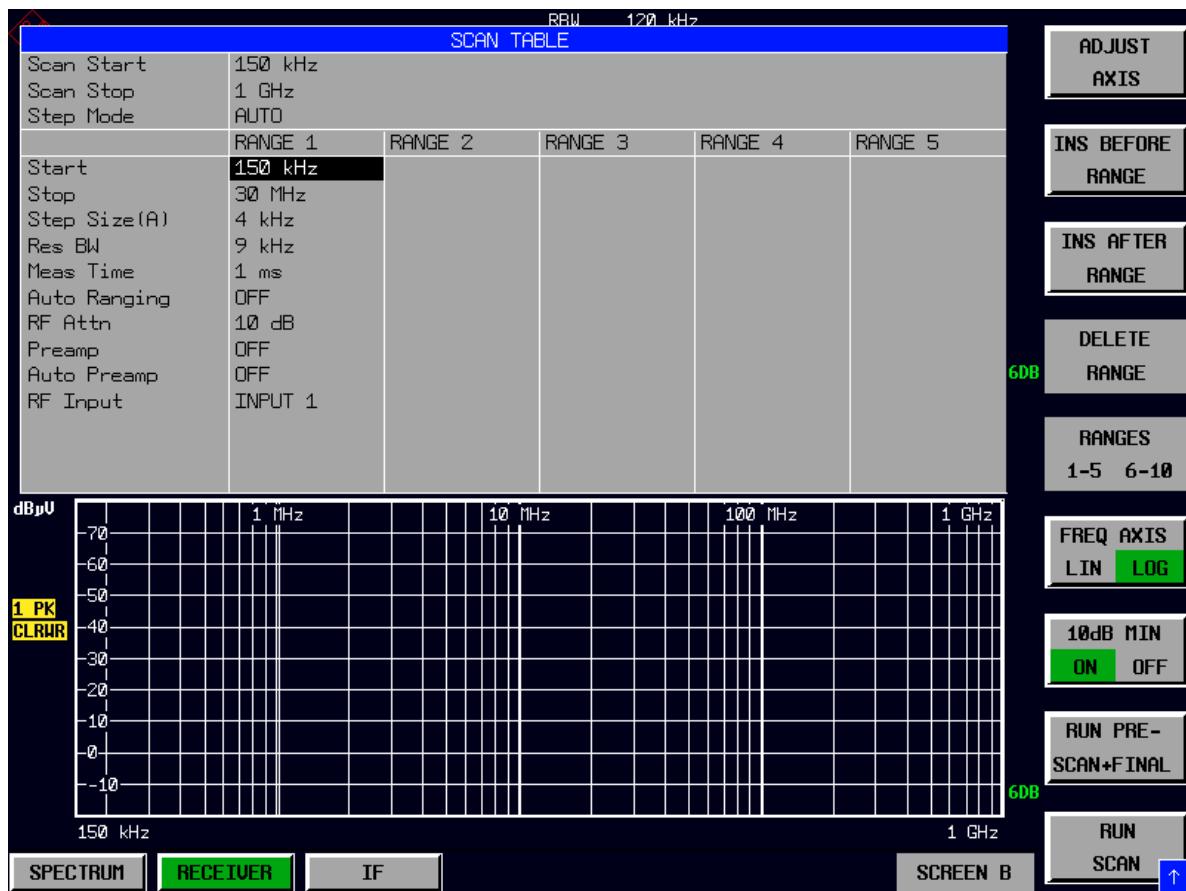 RBW 120 kHz
SCAN TABLE
Scan Start 150 kHz
Scan Stop 1 GHz
Step Mode AUTO
RANGE 1 RANGE 2 RANGE 3 RANGE 4 RANGE 5
Start 150 kHz
Stop 30 MHz
Step Size(A) 4 kHz
Res BW 9 kHz
Meas Time 1 ms
Auto Ranging OFF
RF Attn 10 dB
Preamp OFF
Auto Preamp OFF
RF Input INPUT 1
6DB
dBµV
1 MHz 10 MHz 100 MHz 1 GHz
70
60
50
40
30
20
10
0
-10
1 PK
CLRWR
6DB
150 kHz 1 GHz
SPECTRUM RECEIVER IF SCREEN B
ADJUST
AXIS
INS BEFORE
RANGE
INS AFTER
RANGE
DELETE
RANGE
RANGES
1-5 6-10
FREQ AXIS
LIN LOG
10dB MIN
ON OFF
RUN PRE-
SCAN+FINAL
RUN
SCAN
↑